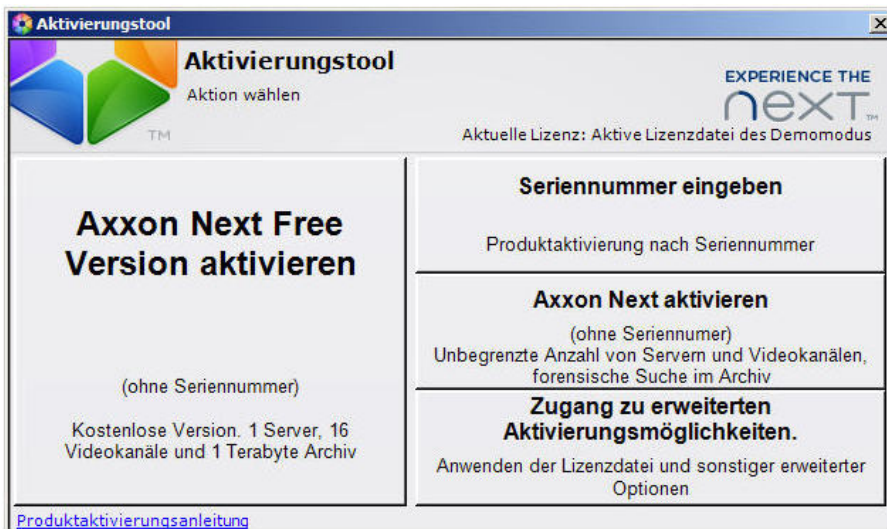 Aktivierungstool
Aktivierungstool
Aktion wählen
TM
EXPERIENCE THE
next TM
Aktuelle Lizenz: Aktive Lizenzdatei des Demomodus
Axxon Next Free
Version aktivieren
(ohne Seriennummer)
Kostenlose Version. 1 Server, 16
Videokanäle und 1 Terabyte Archiv
Seriennummer eingeben
Produktaktivierung nach Seriennummer
Axxon Next aktivieren
(ohne Seriennumer)
Unbegrenzte Anzahl von Servern und Videokanälen,
forensische Suche im Archiv
Zugang zu erweiterten
Aktivierungsmöglichkeiten.
Anwenden der Lizenzdatei und sonstiger erweiterter
Optionen
Produktaktivierungsanleitung